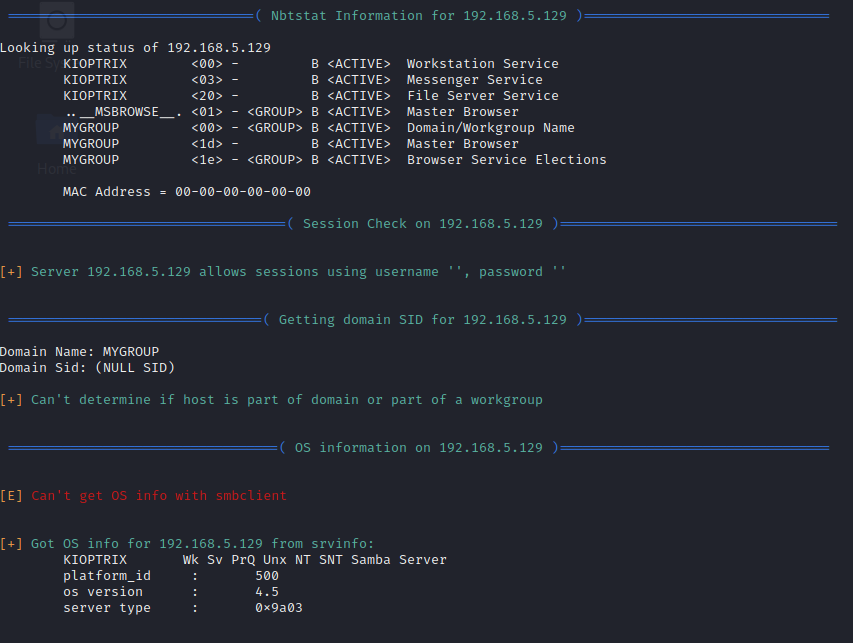 ( Nbtstat Information for 192.168.5.129 )
Looking up status of 192.168.5.129
KIOPTRIX <00> - B <ACTIVE> Workstation Service
KIOPTRIX <03> - B <ACTIVE> Messenger Service
KIOPTRIX <20> - B <ACTIVE> File Server Service
..__MSBROWSE__. <01> - <GROUP> B <ACTIVE> Master Browser
MYGROUP <00> - <GROUP> B <ACTIVE> Domain/Workgroup Name
MYGROUP <1d> - B <ACTIVE> Master Browser
MYGROUP <1e> - <GROUP> B <ACTIVE> Browser Service Elections
Home
MAC Address = 00-00-00-00-00-00
( Session Check on 192.168.5.129 )
[+] Server 192.168.5.129 allows sessions using username '', password ''
( Getting domain SID for 192.168.5.129 )
Domain Name: MYGROUP
Domain Sid: (NULL SID)
[+] Can't determine if host is part of domain or part of a workgroup
( OS information on 192.168.5.129 )
[E] Can't get OS info with smbclient
[+] Got OS info for 192.168.5.129 from srvinfo:
KIOPTRIX Wk Sv PrQ Unx NT SNT Samba Server
platform_id : 500
os version : 4.5
server type : 0×9a03